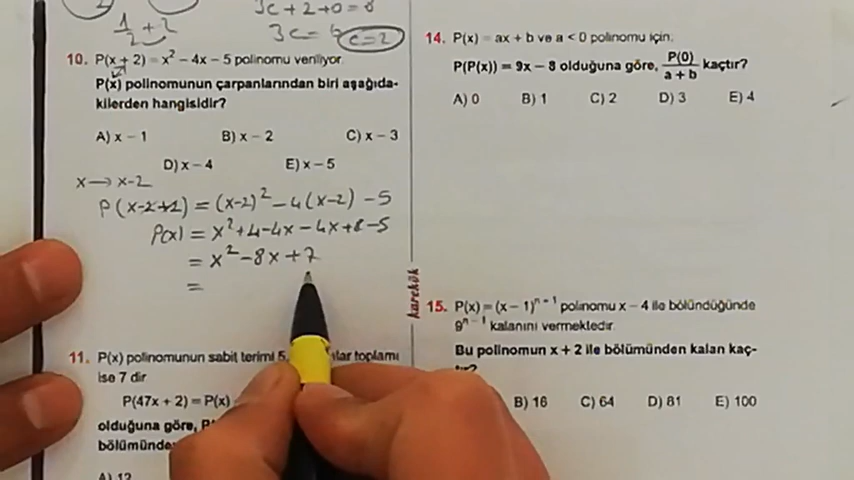 1/2 + 2
3c + 2 + 0 = 8
3c = 6
c = 2
10. P(x + 2) = x² − 4x − 5 polinomu veriliyor.
P(x) polinomunun çarpanlarından biri aşağıda-
kilerden hangisidir?
A) x − 1 B) x − 2 C) x − 3
D) x − 4 E) x − 5
x → x-2
P(x-2+2) = (x-2)² - 4(x-2) - 5
P(x) = x² + 4 - 4x - 4x + 8 - 5
= x² - 8x + 7
=
11. P(x) polinomunun sabit terimi 5, lar toplamı
ise 7 dir
P(47x + 2) = P(x)
olduğuna göre,
bölümünde
A) 12
karekök
14. P(x) = ax + b ve a < 0 polinomu için;
P(P(x)) = 9x − 8 olduğuna göre, P(0)/(a + b) kaçtır?
A) 0 B) 1 C) 2 D) 3 E) 4
15. P(x) = (x − 1)ⁿ⁺¹ polinomu x − 4 ile bölündüğünde
9ⁿ⁻¹ kalanını vermektedir.
Bu polinomun x + 2 ile bölümünden kalan kaç-
tır?
B) 16 C) 64 D) 81 E) 100